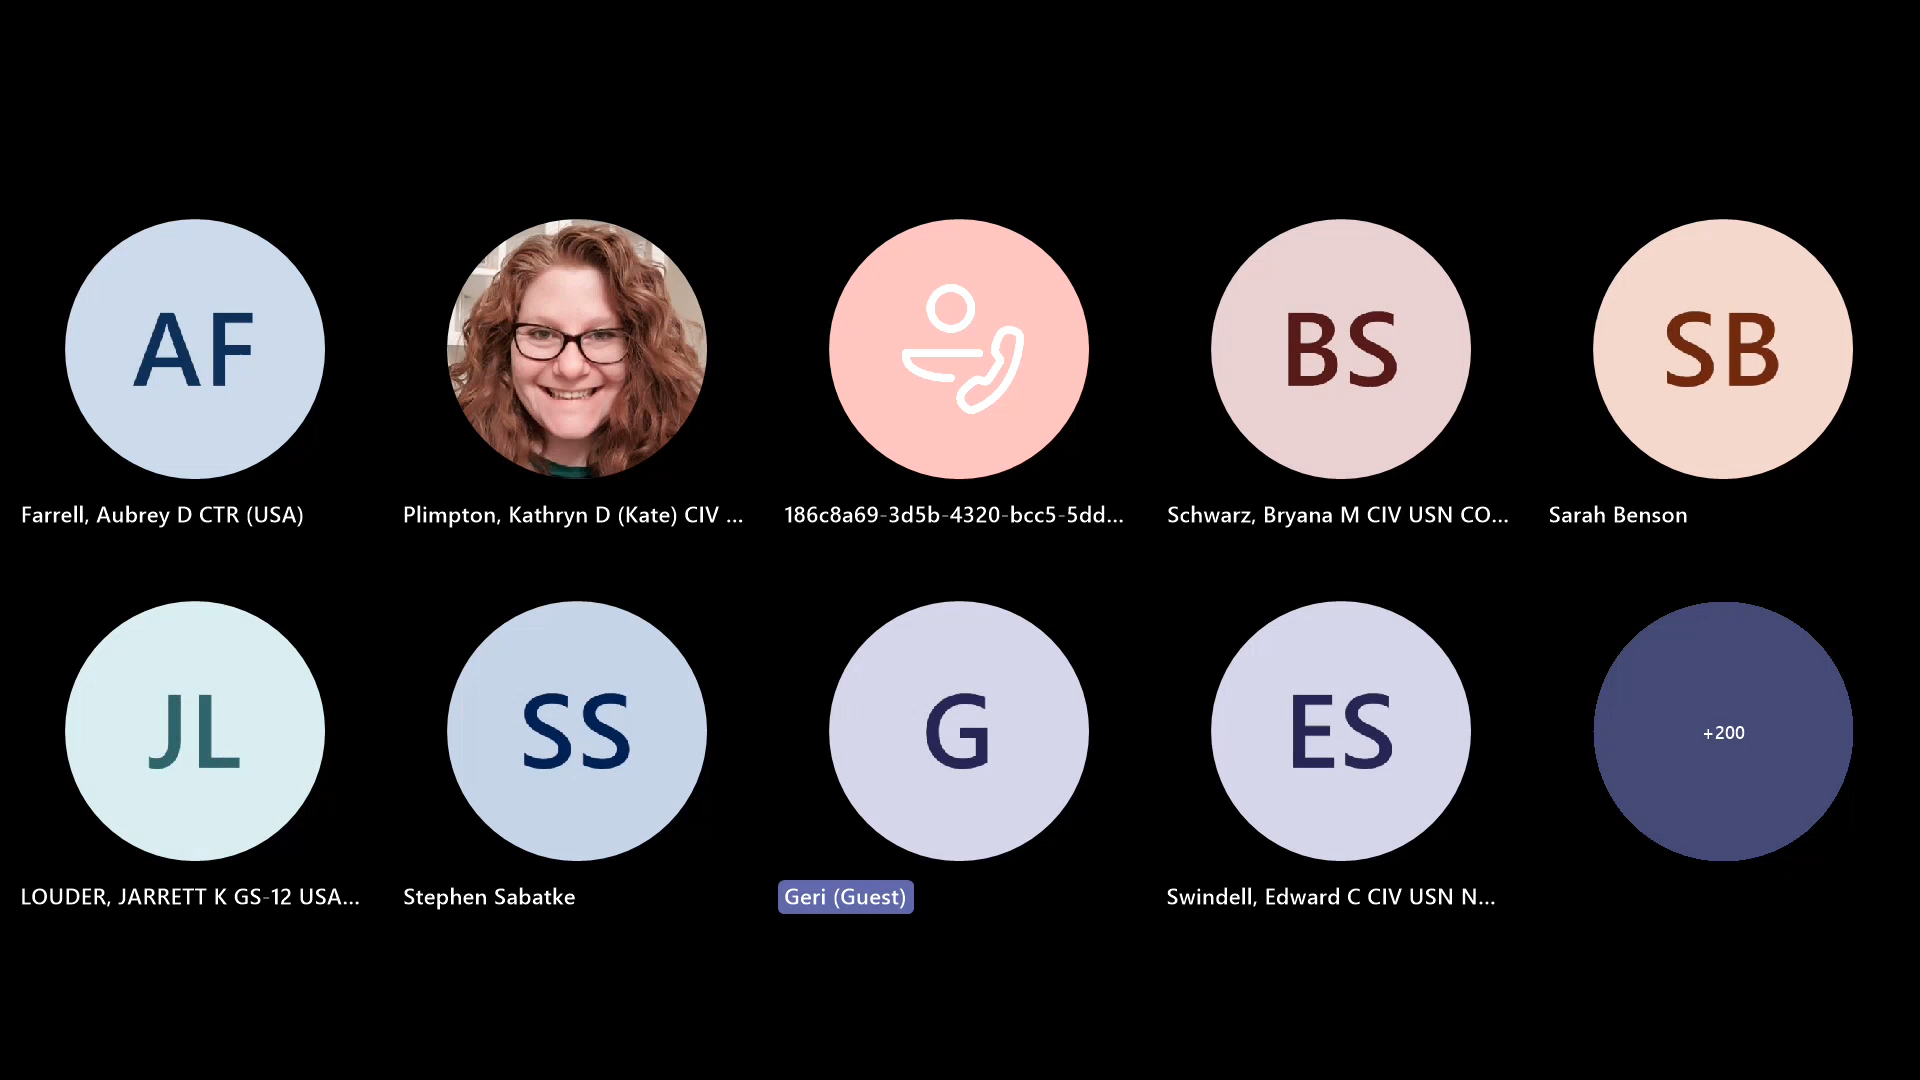 AF
BS
SB
Farrell, Aubrey D CTR (USA)
Plimpton, Kathryn D (Kate) CIV ...
186c8a69-3d5b-4320-bcc5-5dd...
Schwarz, Bryana M CIV USN CO...
Sarah Benson
JL
SS
G
ES
+200
LOUDER, JARRETT K GS-12 USA...
Stephen Sabatke
Geri (Guest)
Swindell, Edward C CIV USN N...